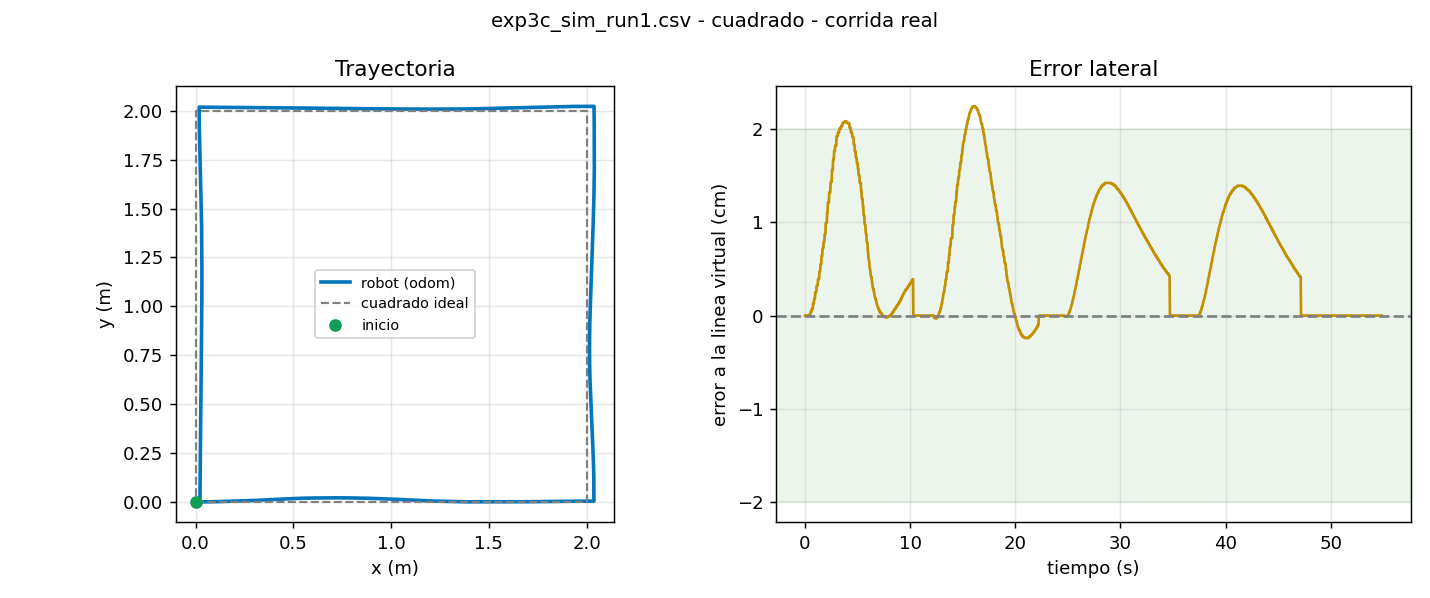 exp3c_sim_run1.csv - cuadrado - corrida real
Trayectoria
2.00
1.75
1.50
1.25
1.00
0.75
0.50
0.25
0.00
y (m)
robot (odom)
cuadrado ideal
inicio
0.0 0.5 1.0 1.5 2.0
x (m)
Error lateral
2
1
0
−1
−2
error a la linea virtual (cm)
0 10 20 30 40 50
tiempo (s)